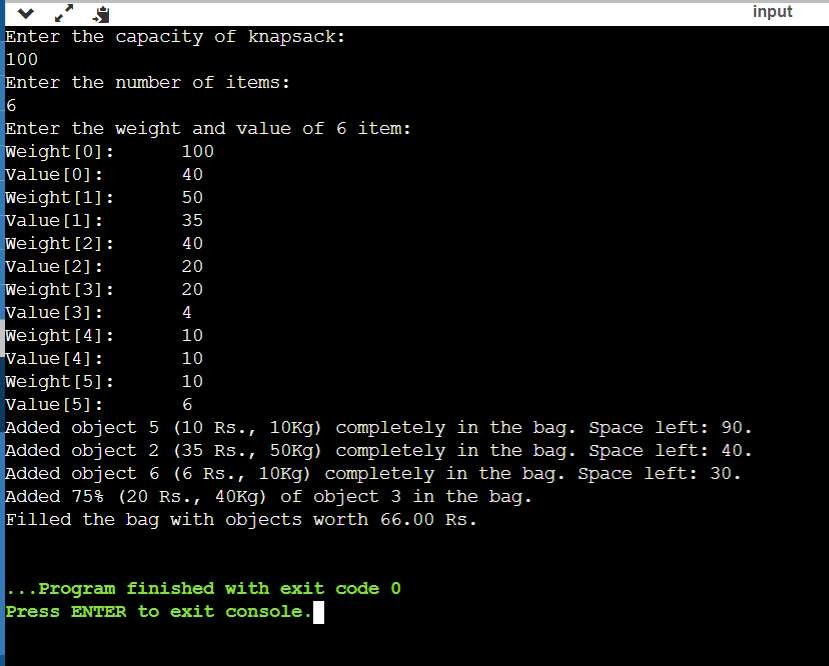 input
Enter the capacity of knapsack:
100
Enter the number of items:
6
Enter the weight and value of 6 item:
Weight[0]:      100
Value[0]:       40
Weight[1]:      50
Value[1]:       35
Weight[2]:      40
Value[2]:       20
Weight[3]:      20
Value[3]:       4
Weight[4]:      10
Value[4]:       10
Weight[5]:      10
Value[5]:       6
Added object 5 (10 Rs., 10Kg) completely in the bag. Space left: 90.
Added object 2 (35 Rs., 50Kg) completely in the bag. Space left: 40.
Added object 6 (6 Rs., 10Kg) completely in the bag. Space left: 30.
Added 75% (20 Rs., 40Kg) of object 3 in the bag.
Filled the bag with objects worth 66.00 Rs.
...Program finished with exit code 0
Press ENTER to exit console.